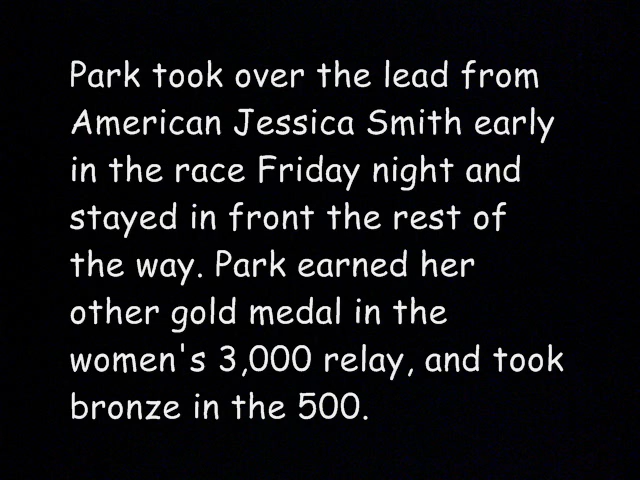 Park took over the lead from
American Jessica Smith early
in the race Friday night and
stayed in front the rest of
the way. Park earned her
other gold medal in the
women's 3,000 relay, and took
bronze in the 500.